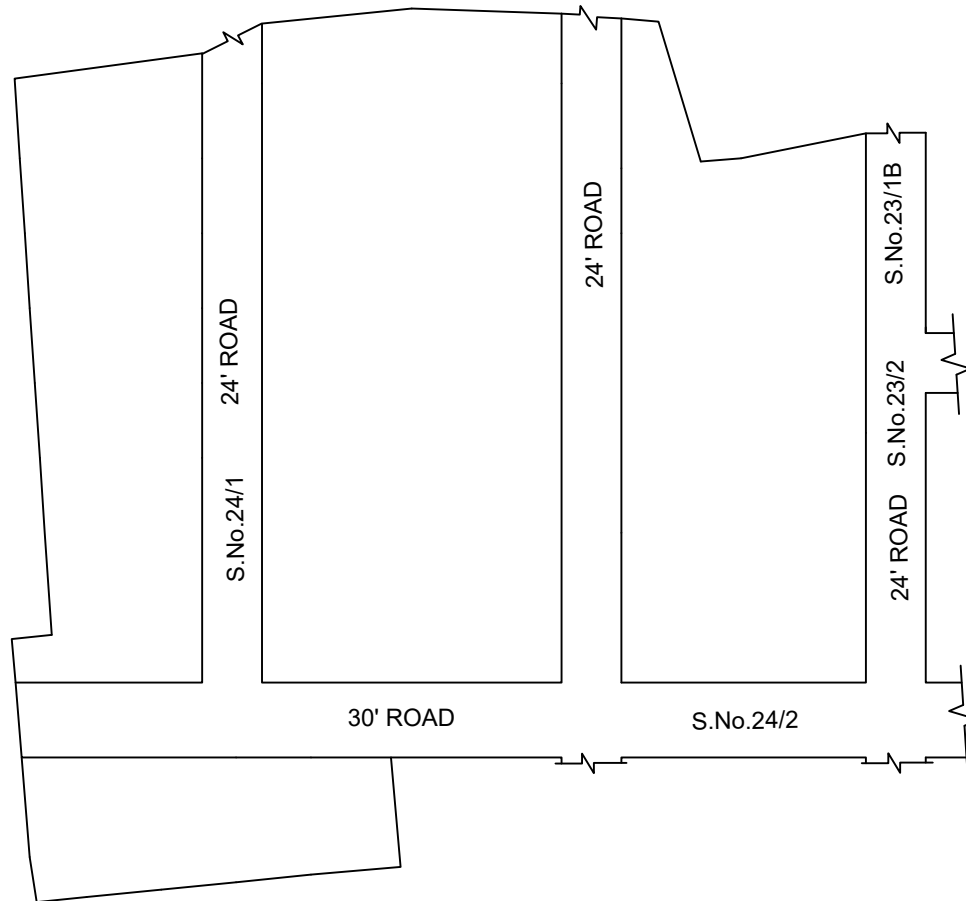 S.No.23/1B
24' ROAD
24' ROAD
S.No.23/2
S.No.24/1
24' ROAD
30' ROAD
S.No.24/2